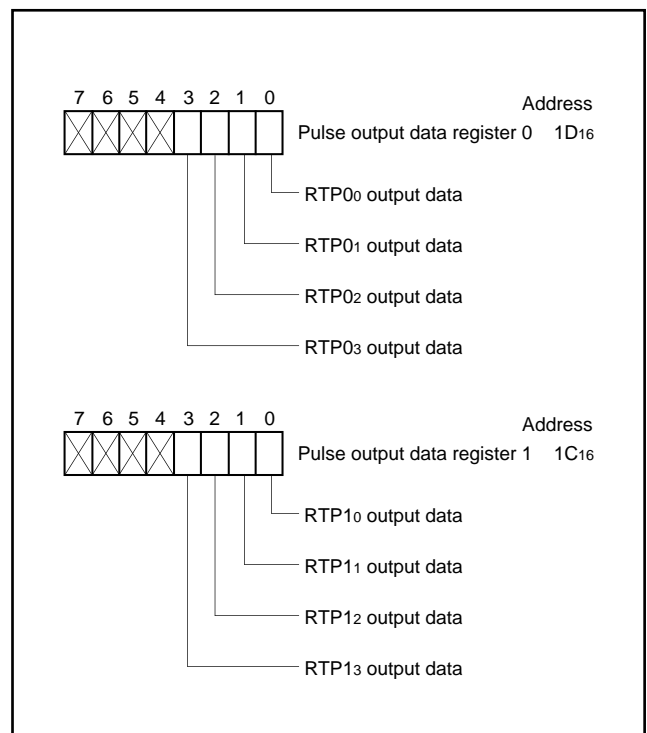 7 6 5 4 3 2 1 0
Address
Pulse output data register 0 1D16
RTP00 output data
RTP01 output data
RTP02 output data
RTP03 output data
7 6 5 4 3 2 1 0
Address
Pulse output data register 1 1C16
RTP10 output data
RTP11 output data
RTP12 output data
RTP13 output data